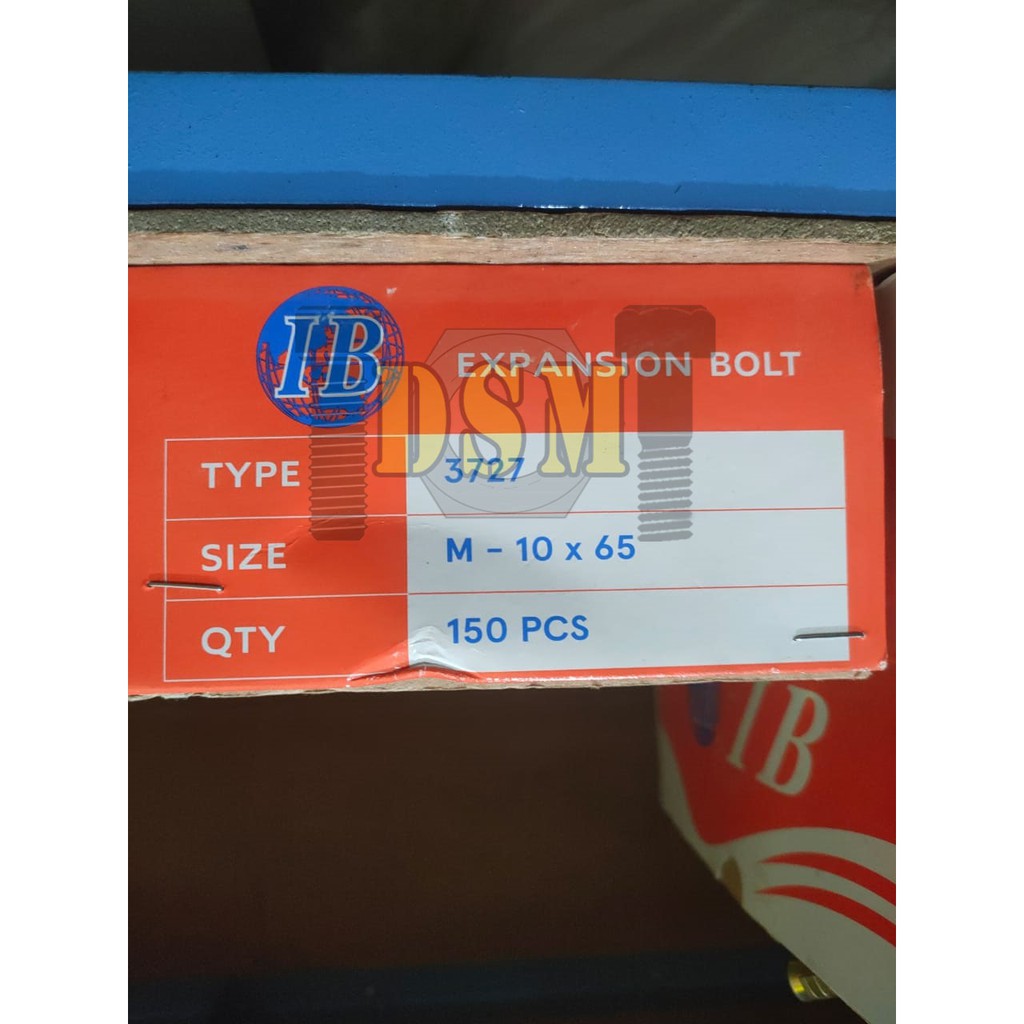 IB
EXPANSION BOLT
DSM
TYPE 3727
SIZE M - 10 x 65
QTY 150 PCS
IB